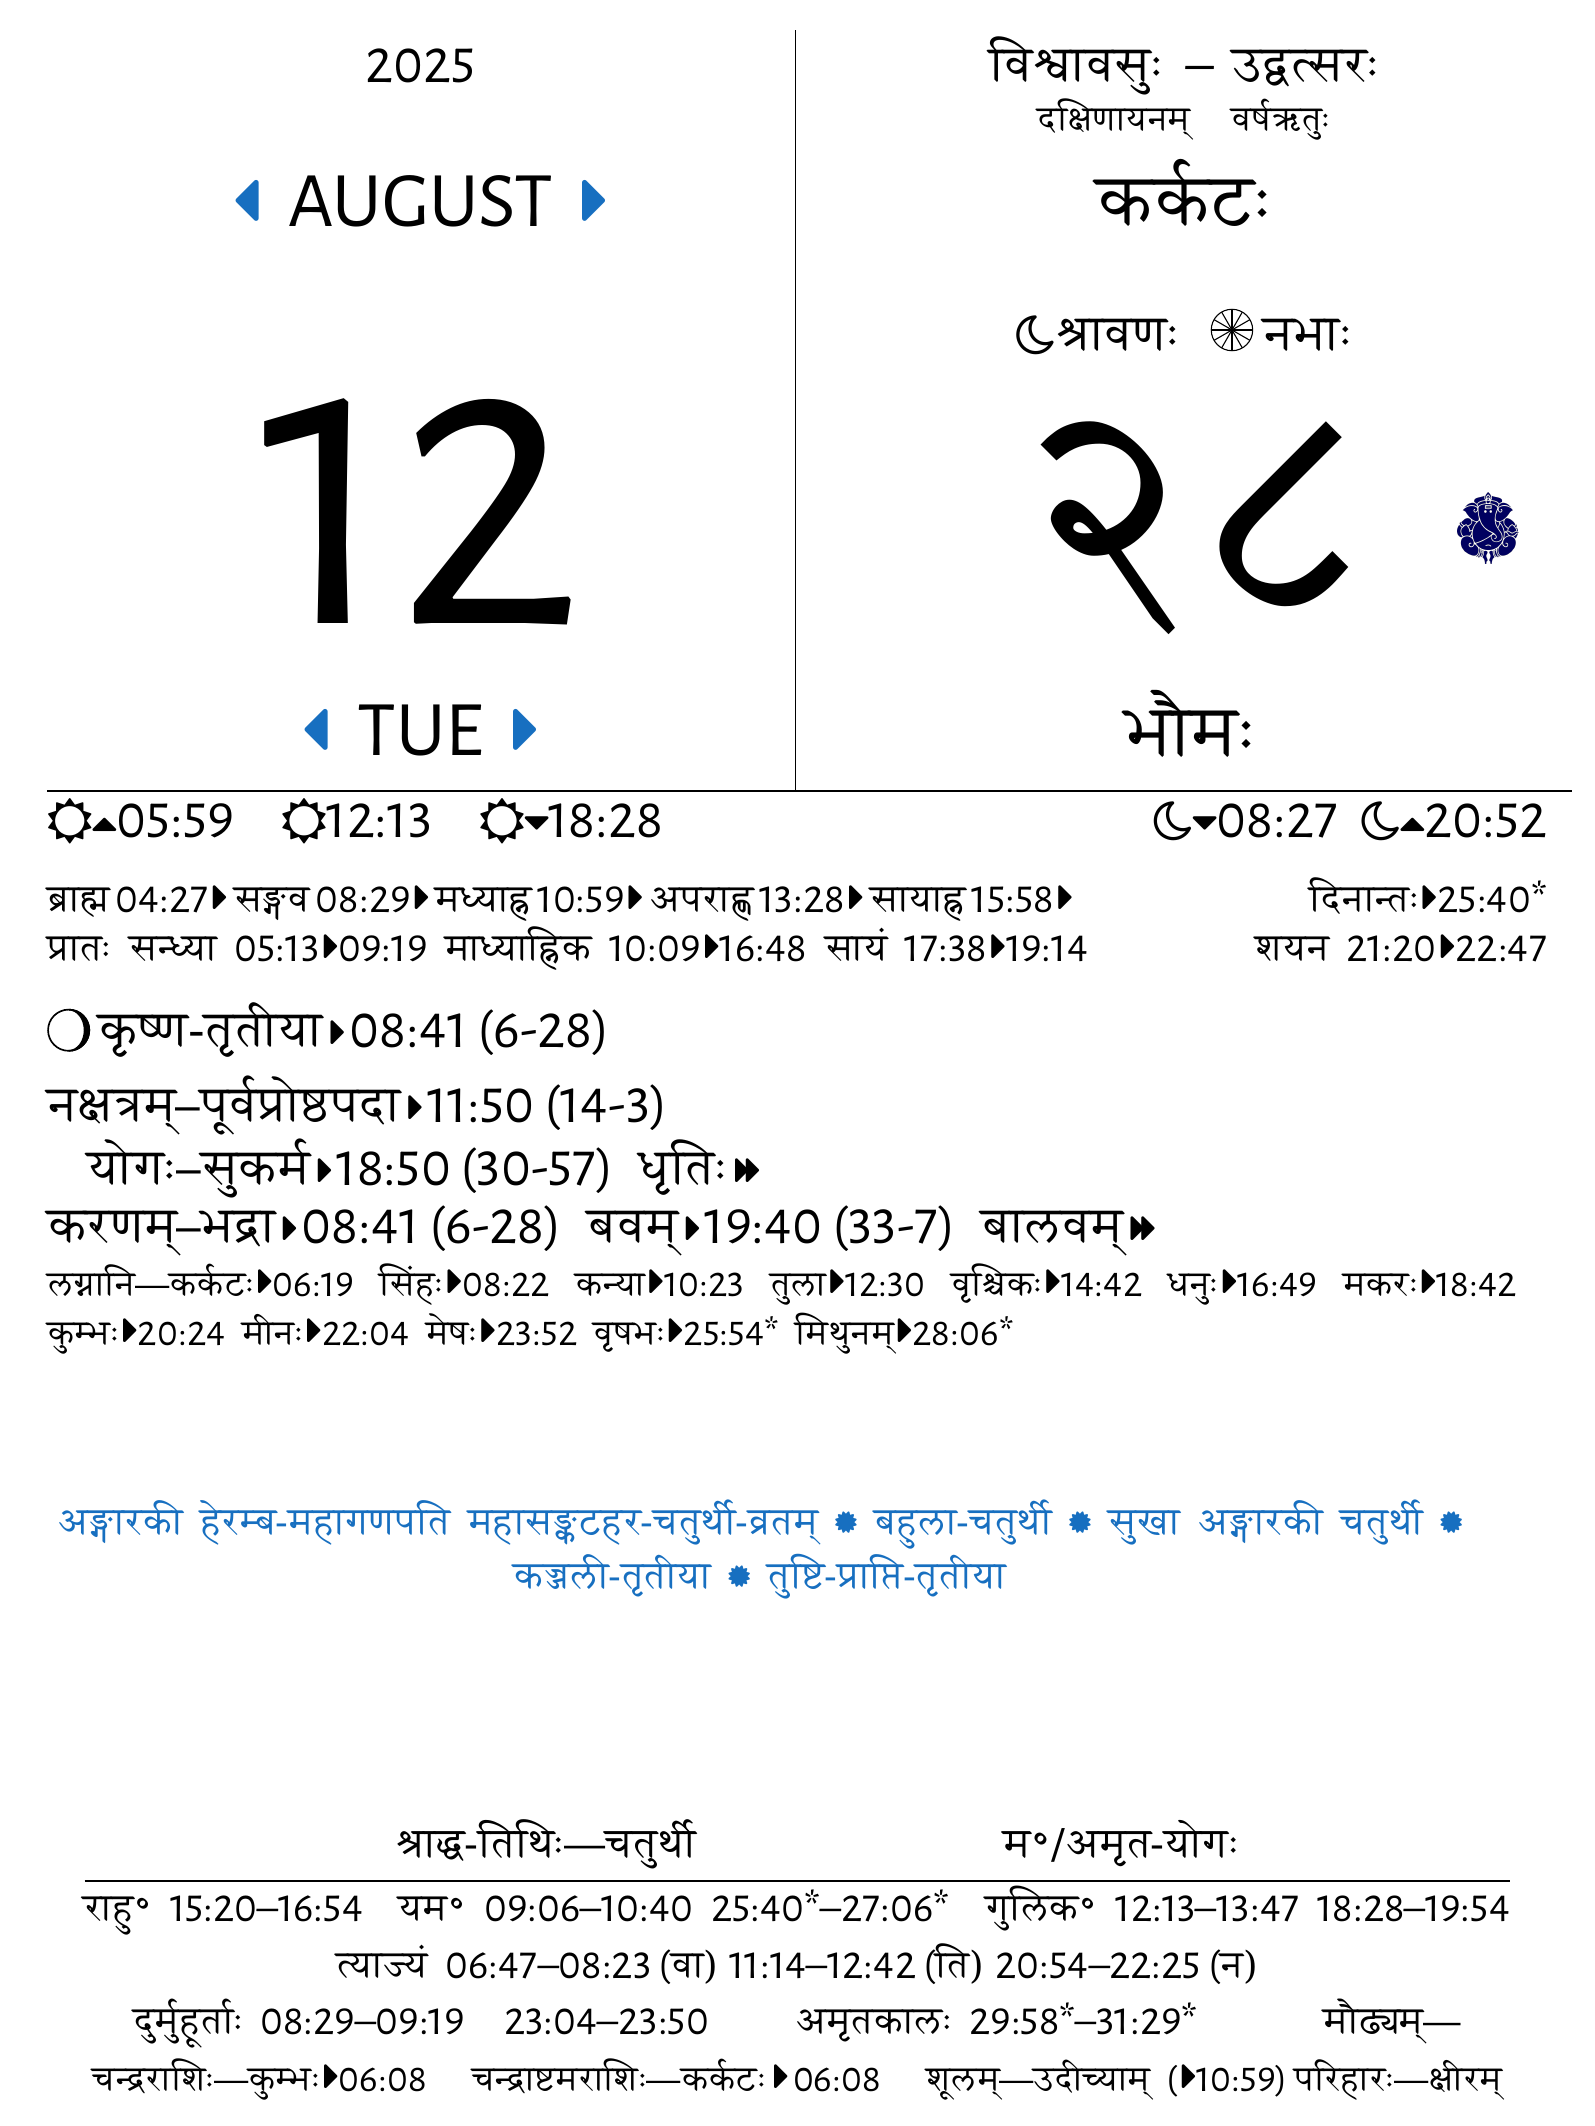 2025
AUGUST
12
TUE
विश्वावसुः – उद्वत्सरः
दक्षिणायनम् वर्षऋतुः
कर्कटः
श्रावणः नभाः
२८
भौमः
05:59 12:13 18:28 08:27 20:52
ब्राह्म 04:27 सङ्गव 08:29 मध्याह्न 10:59 अपराह्ण 13:28 सायाह्न 15:58 दिनान्तः 25:40*
प्रातः सन्ध्या 05:13 09:19 माध्याह्निक 10:09 16:48 सायं 17:38 19:14 शयन 21:20 22:47
कृष्ण-तृतीया 08:41 (6-28)
नक्षत्रम्–पूर्वप्रोष्ठपदा 11:50 (14-3)
योगः–सुकर्म 18:50 (30-57) धृतिः
करणम्–भद्रा 08:41 (6-28) बवम् 19:40 (33-7) बालवम्
लग्नानि—कर्कटः 06:19 सिंहः 08:22 कन्या 10:23 तुला 12:30 वृश्चिकः 14:42 धनुः 16:49 मकरः 18:42
कुम्भः 20:24 मीनः 22:04 मेषः 23:52 वृषभः 25:54* मिथुनम् 28:06*
अङ्गारकी हेरम्ब-महागणपति महासङ्कटहर-चतुर्थी-व्रतम् ✹ बहुला-चतुर्थी ✹ सुखा अङ्गारकी चतुर्थी ✹
कज्जली-तृतीया ✹ तुष्टि-प्राप्ति-तृतीया
श्राद्ध-तिथिः—चतुर्थी म॰/अमृत-योगः
राहु॰ 15:20–16:54 यम॰ 09:06–10:40 25:40*–27:06* गुलिक॰ 12:13–13:47 18:28–19:54
त्याज्यं 06:47–08:23 (वा) 11:14–12:42 (ति) 20:54–22:25 (न)
दुर्मुहूर्ताः 08:29–09:19 23:04–23:50 अमृतकालः 29:58*–31:29* मौढ्यम्—
चन्द्रराशिः—कुम्भः 06:08 चन्द्राष्टमराशिः—कर्कटः 06:08 शूलम्—उदीच्याम् (10:59) परिहारः—क्षीरम्